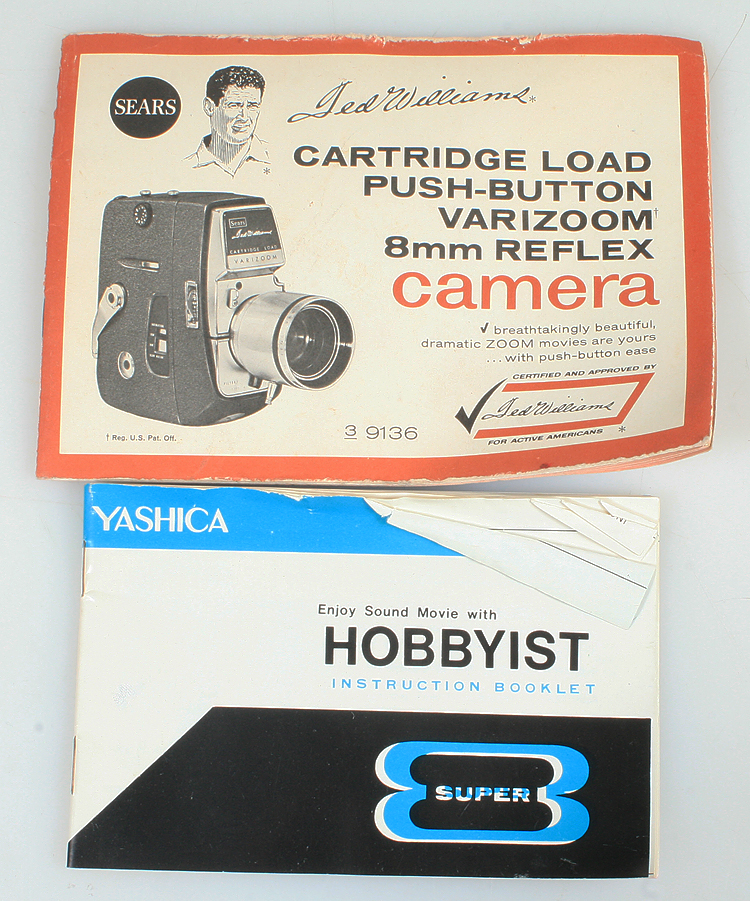 SEARS
Ted Williams*
*
CARTRIDGE LOAD
PUSH-BUTTON
VARIZOOM†
8mm REFLEX
camera
Sears
Ted Williams
CARTRIDGE LOAD
VARIZOOM
✓ breathtakingly beautiful,
dramatic ZOOM movies are yours
...with push-button ease
CERTIFIED AND APPROVED BY
Ted Williams
FOR ACTIVE AMERICANS *
† Reg. U.S. Pat. Off.
3 9136
YASHICA
Enjoy Sound Movie with
HOBBYIST
INSTRUCTION BOOKLET
SUPER 8